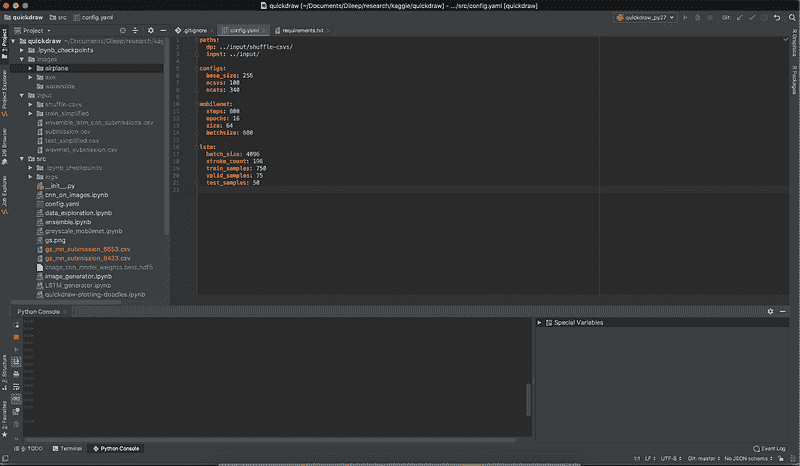 quickdraw [~/Documents/Dileep/research/kaggle/quickdraw] - .../src/config.yaml [quickdraw]
quickdraw src config.yaml
quickdraw_py27 Git:
Project
.gitignore config.yaml requirements.txt
quickdraw ~/Documents/Dileep/research/kag
.ipynb_checkpoints
images
airplane
axe
waterslide
input
shuffle-csvs
train_simplified
ensemble_lstm_cnn_submissions.csv
submission.csv
test_simplified.csv
wavenet_submission.csv
src
.ipynb_checkpoints
logs
__init__.py
cnn_on_images.ipynb
config.yaml
data_exploration.ipynb
ensemble.ipynb
greyscale_mobilenet.ipynb
gs.png
gs_mn_submission_6653.csv
gs_mn_submission_8423.csv
image_cnn_model_weights.best.hdf5
image_generator.ipynb
LSTM_generator.ipynb
quickdraw-plotting-doodles.ipynb
1 paths:
2 dp: ../input/shuffle-csvs/
3 input: ../input/
4
5 configs:
6 base_size: 256
7 ncsvs: 100
8 ncats: 340
9
10 mobilenet:
11 steps: 800
12 epochs: 16
13 size: 64
14 batchsize: 680
15
16 lstm:
17 batch_size: 4096
18 stroke_count: 196
19 train_samples: 750
20 valid_samples: 75
21 test_samples: 50
22
1: Project
Project Explorer
DB Browser
Job Explorer
Z: Structure
2: Favorites
R Graphics
R Packages
Python Console
>>>
Special Variables
6: TODO Terminal Python Console Event Log
1:1 LF UTF-8 Git: master No JSON schema